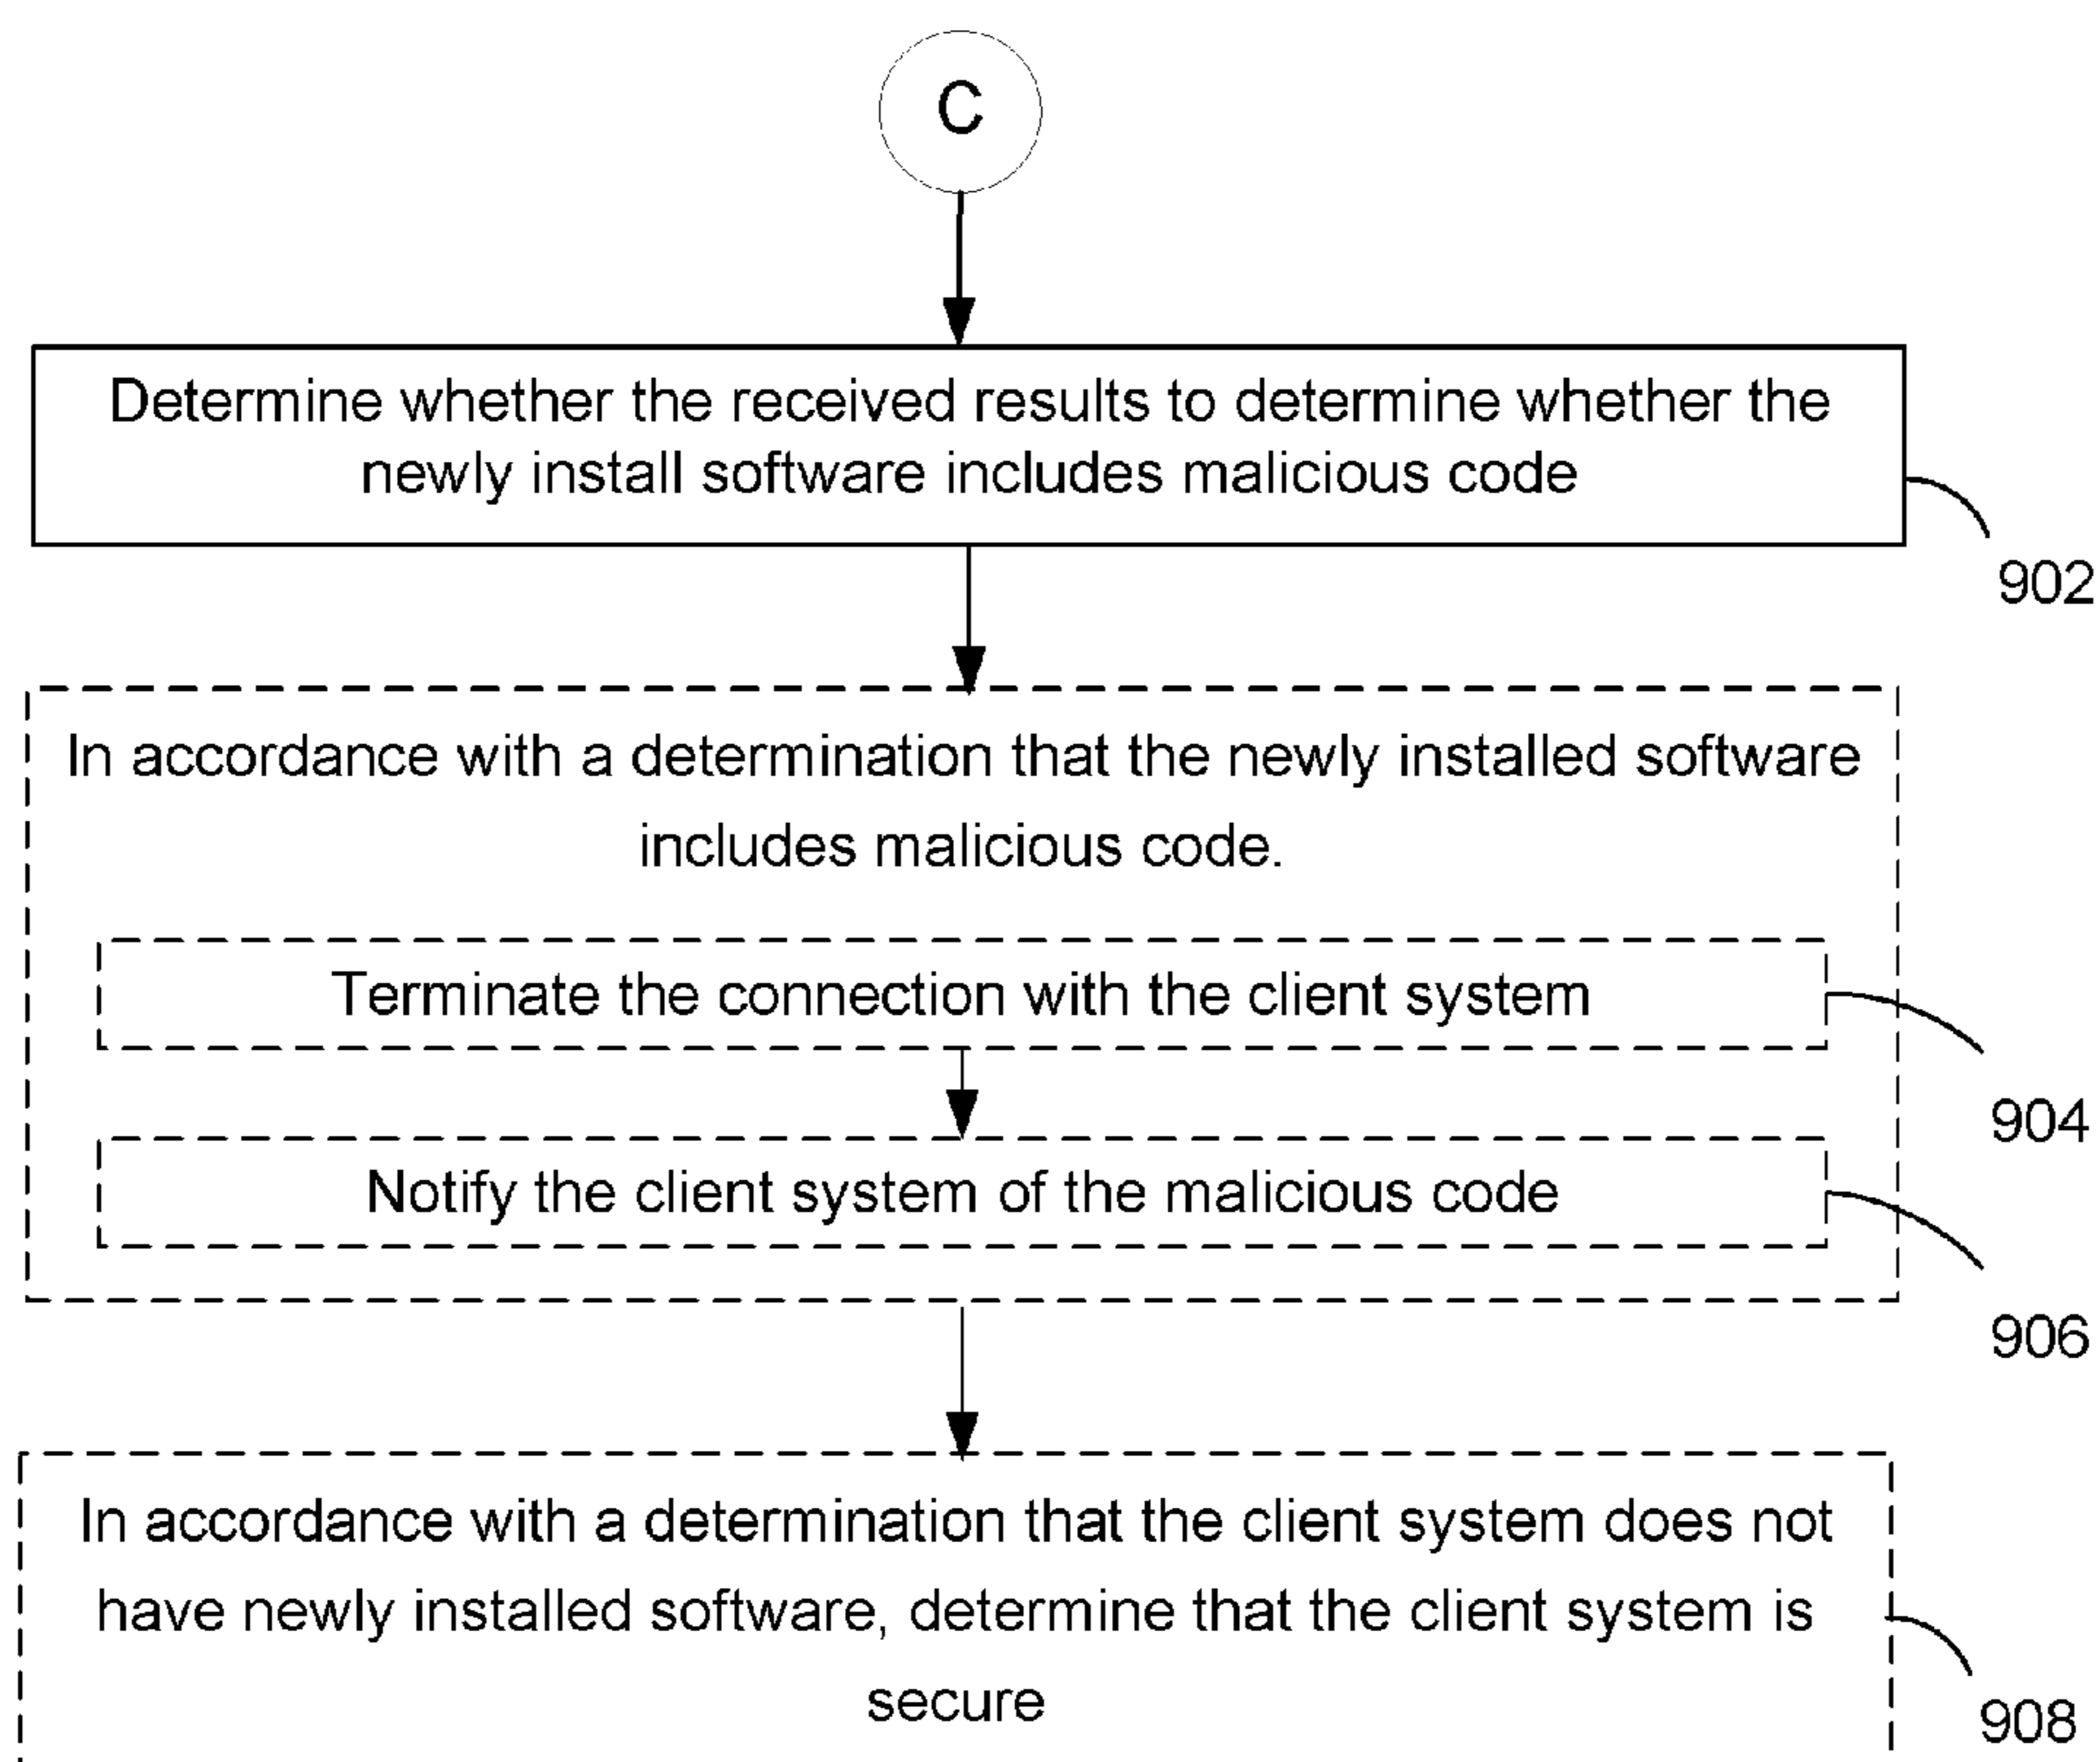 C
Determine whether the received results to determine whether the
newly install software includes malicious code
902
In accordance with a determination that the newly installed software
includes malicious code.
Terminate the connection with the client system
904
Notify the client system of the malicious code
906
In accordance with a determination that the client system does not
have newly installed software, determine that the client system is
secure
908